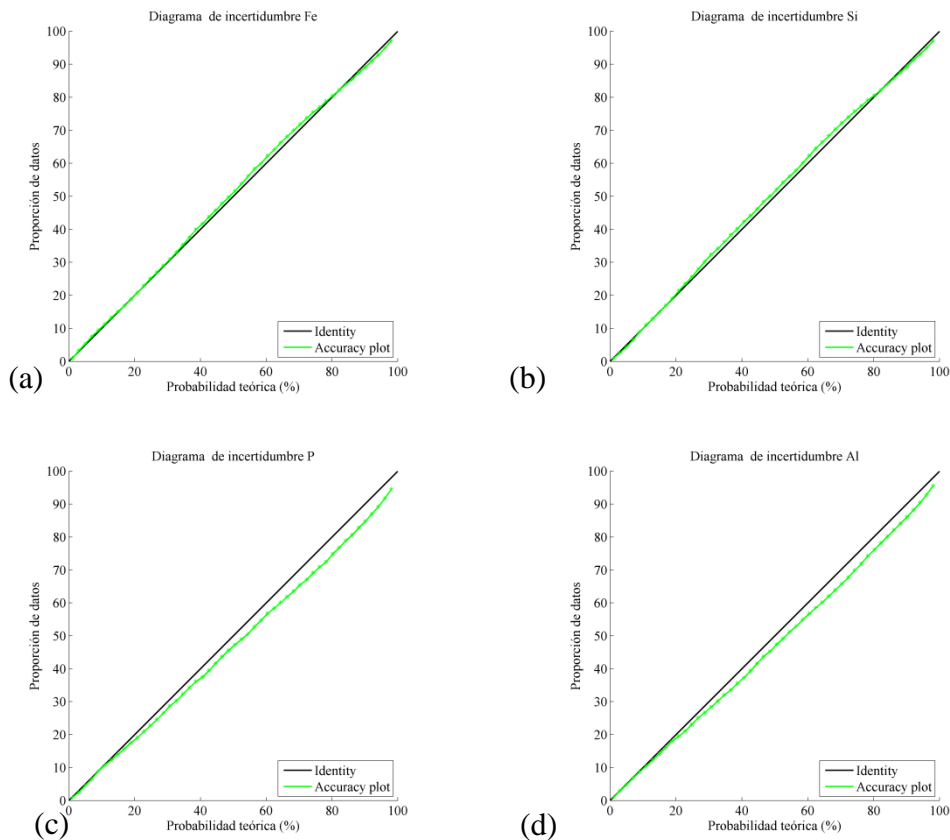 Diagrama de incertidumbre Fe
100
90
80
70
60
50
40
30
20
10
0
Proporción de datos
0 20 40 60 80 100
Probabilidad teórica (%)
Identity
Accuracy plot
(a)
Diagrama de incertidumbre Si
100
90
80
70
60
50
40
30
20
10
0
Proporción de datos
0 20 40 60 80 100
Probabilidad teórica (%)
Identity
Accuracy plot
(b)
Diagrama de incertidumbre P
100
90
80
70
60
50
40
30
20
10
0
Proporción de datos
0 20 40 60 80 100
Probabilidad teórica (%)
Identity
Accuracy plot
(c)
Diagrama de incertidumbre Al
100
90
80
70
60
50
40
30
20
10
0
Proporción de datos
0 20 40 60 80 100
Probabilidad teórica (%)
Identity
Accuracy plot
(d)